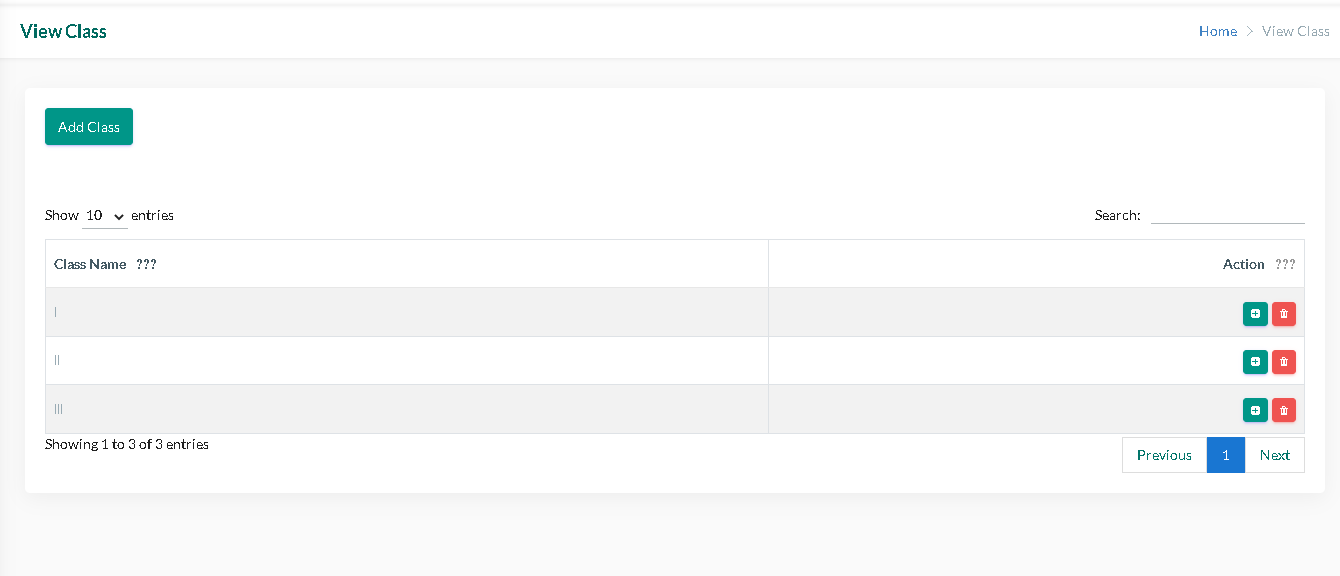 View Class
Home > View Class
Add Class
Show 10 entries
Search:
Class Name ???
Action ???
I
II
III
Showing 1 to 3 of 3 entries
Previous 1 Next